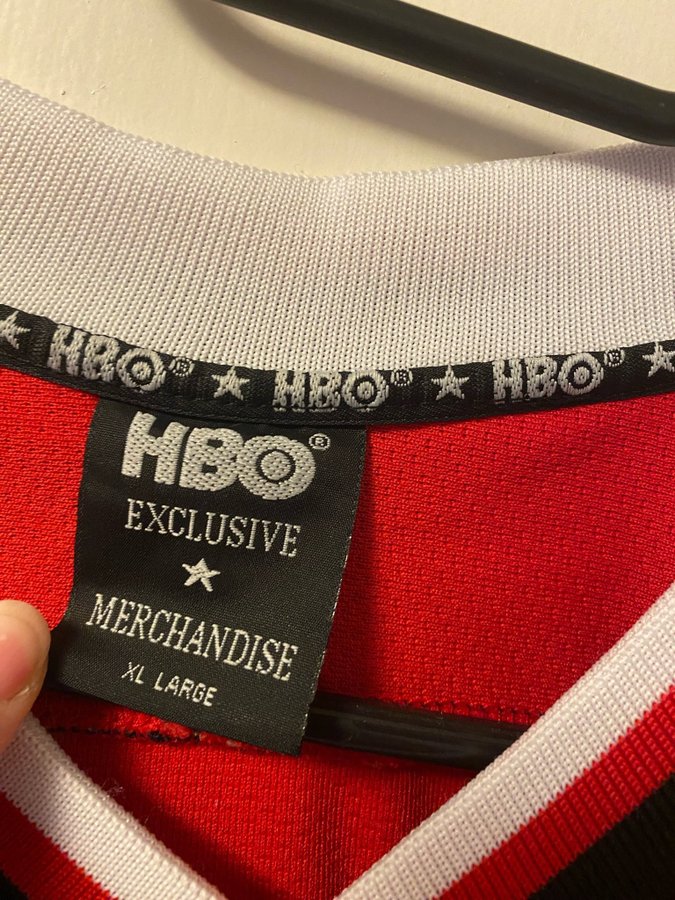 HBO® ★ HBO® ★ HBO® ★
HBO®
EXCLUSIVE
★
MERCHANDISE
XL LARGE